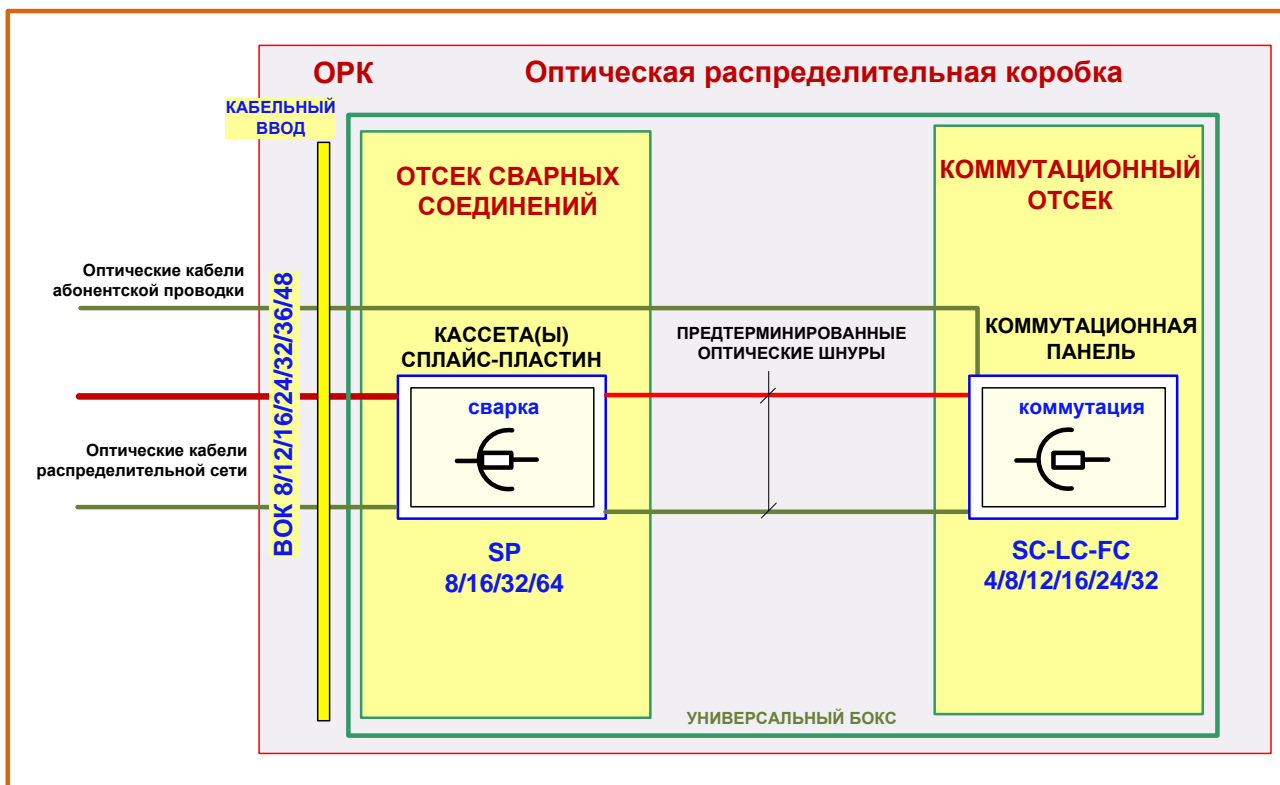 ОРК
Оптическая распределительная коробка
КАБЕЛЬНЫЙ
ВВОД
ОТСЕК СВАРНЫХ
СОЕДИНЕНИЙ
КОММУТАЦИОННЫЙ
ОТСЕК
Оптические кабели
абонентской проводки
ВОК 8/12/16/24/32/36/48
КАССЕТА(Ы)
СПЛАЙС-ПЛАСТИН
ПРЕДТЕРМИНИРОВАННЫЕ
ОПТИЧЕСКИЕ ШНУРЫ
КОММУТАЦИОННАЯ
ПАНЕЛЬ
сварка
коммутация
Оптические кабели
распределительной сети
SP
8/16/32/64
SC-LC-FC
4/8/12/16/24/32
УНИВЕРСАЛЬНЫЙ БОКС